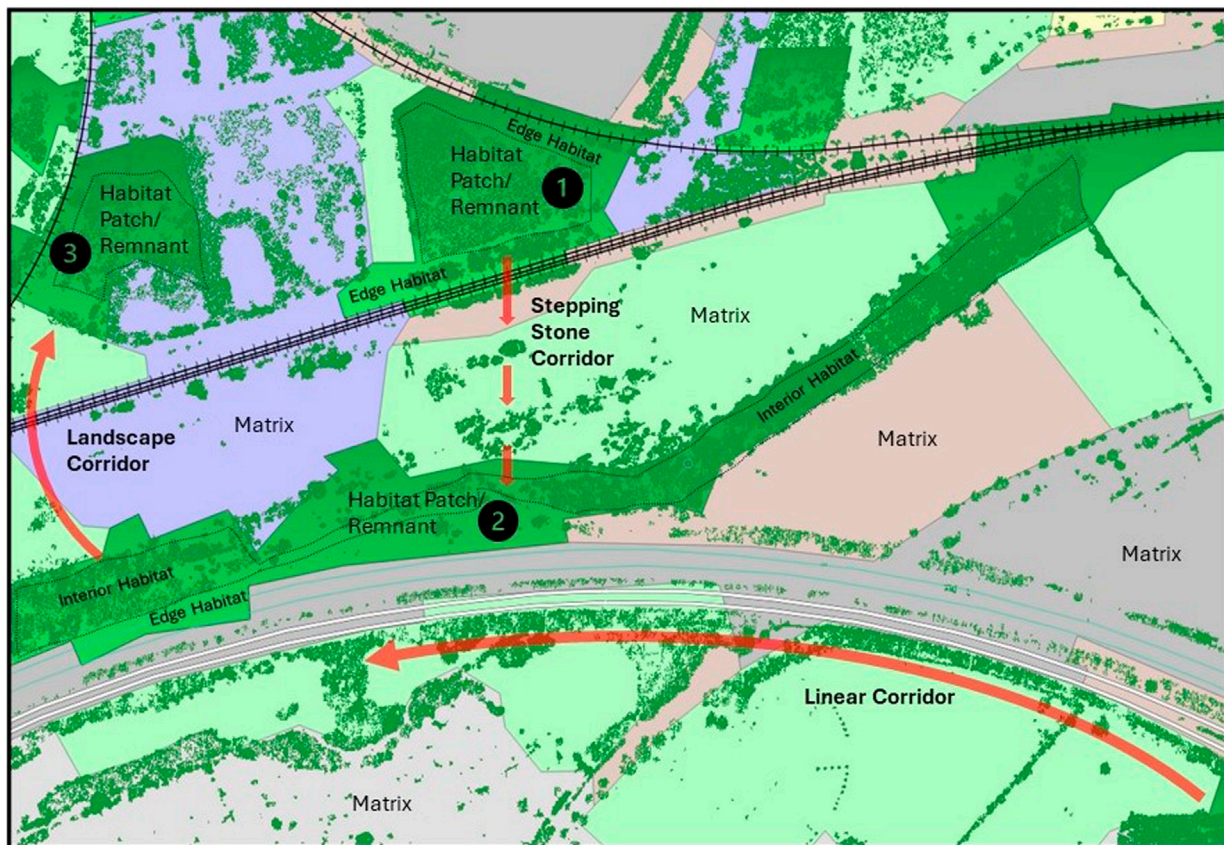 Edge Habitat
Habitat
Patch/
Remnant
1
Habitat
Patch/
Remnant
3
Edge Habitat
Stepping
Stone
Corridor
Matrix
Interior Habitat
Landscape
Corridor
Matrix
Matrix
Habitat Patch/
Remnant
2
Matrix
Interior Habitat
Edge Habitat
Linear Corridor
Matrix